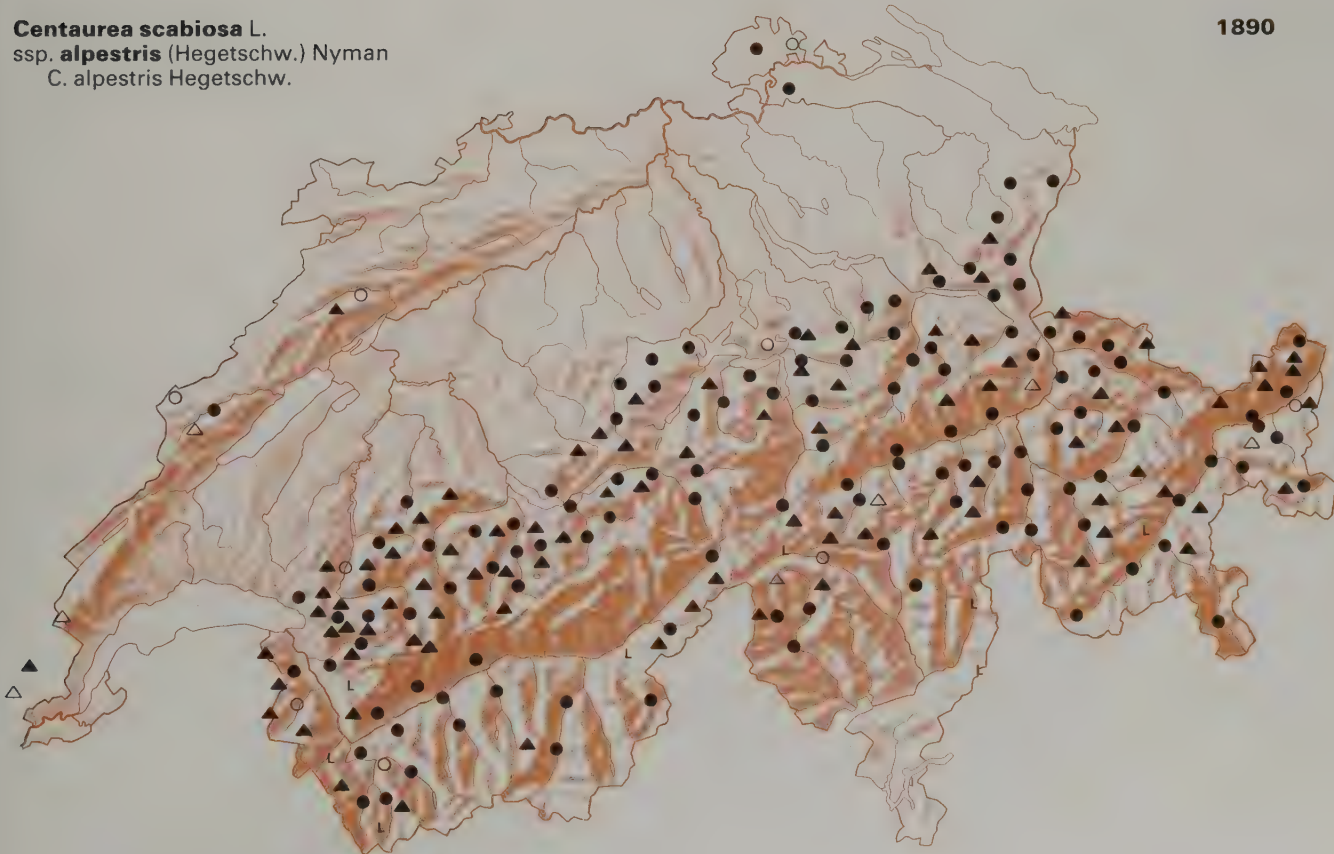 Centaurea scabiosa L.
ssp. alpestris (Hegetschw.) Nyman
C. alpestris Hegetschw.
1890
L
L
L
L
L
L
L
L